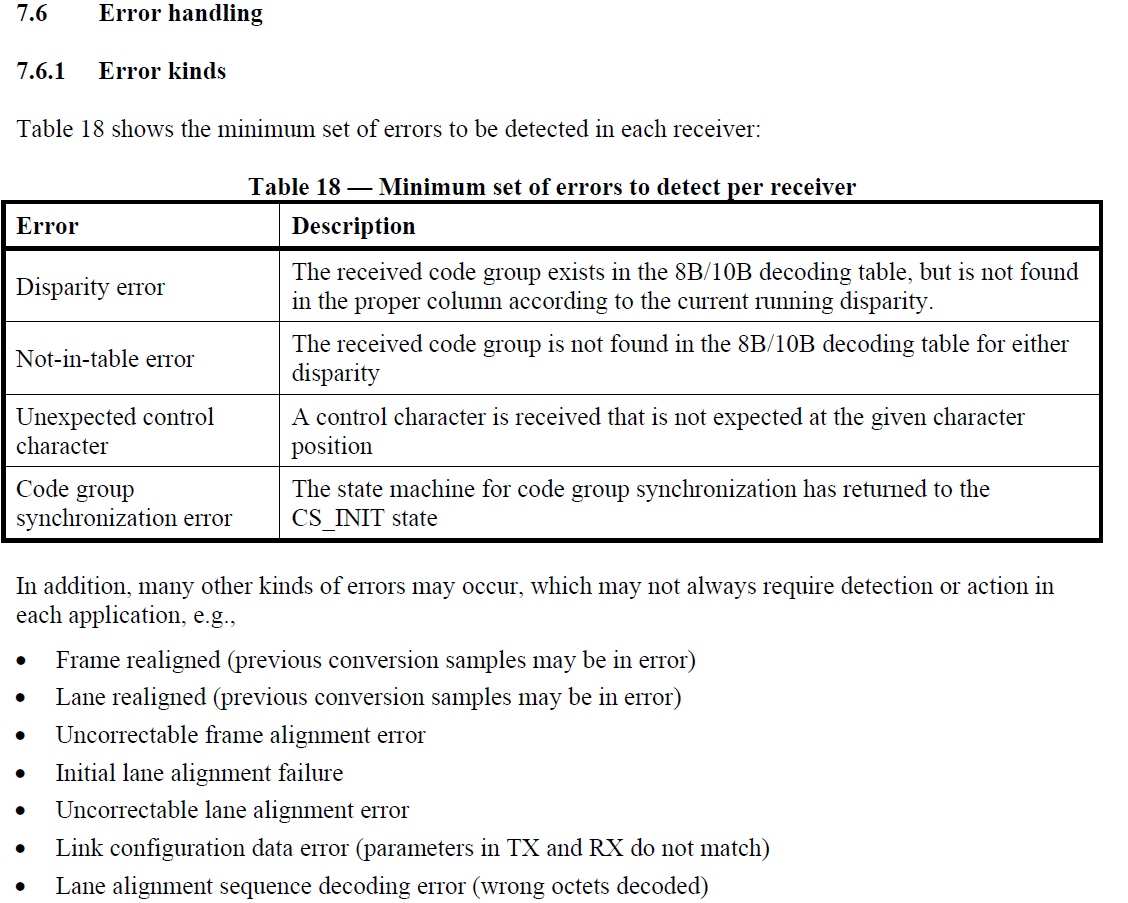 7.6 Error handling
7.6.1 Error kinds
Table 18 shows the minimum set of errors to be detected in each receiver:
Table 18 — Minimum set of errors to detect per receiver
Error Description
Disparity error
The received code group exists in the 8B/10B decoding table, but is not found
in the proper column according to the current running disparity.
Not-in-table error
The received code group is not found in the 8B/10B decoding table for either
disparity
Unexpected control
character
A control character is received that is not expected at the given character
position
Code group
synchronization error
The state machine for code group synchronization has returned to the
CS_INIT state
In addition, many other kinds of errors may occur, which may not always require detection or action in
each application, e.g.,
• Frame realigned (previous conversion samples may be in error)
• Lane realigned (previous conversion samples may be in error)
• Uncorrectable frame alignment error
• Initial lane alignment failure
• Uncorrectable lane alignment error
• Link configuration data error (parameters in TX and RX do not match)
• Lane alignment sequence decoding error (wrong octets decoded)